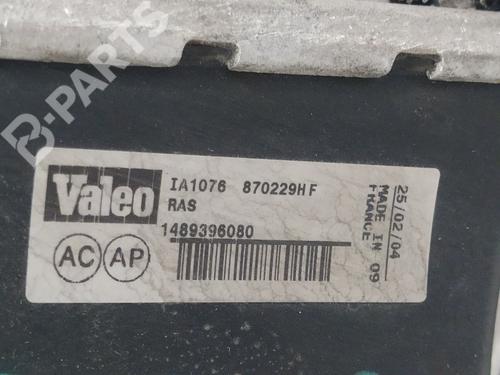 B-PARTS
Valeo
IA1076 870229HF
RAS
1489396080
AC AP
25/02/04
MADE IN 09
FRANCE